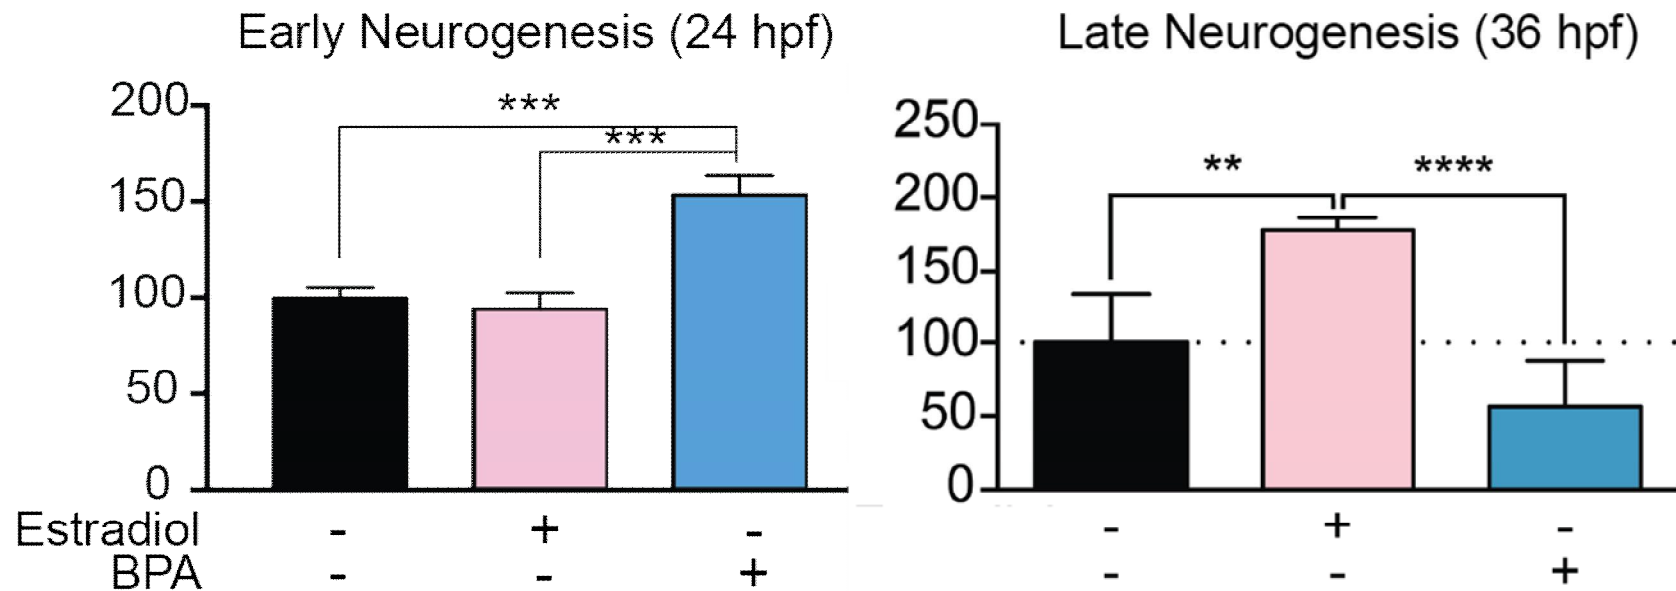 Early Neurogenesis (24 hpf)
Late Neurogenesis (36 hpf)
200
***
***
150
100
50
0
250
**
****
200
150
100
50
0
Estradiol - + -
BPA - - +
- + -
- - +